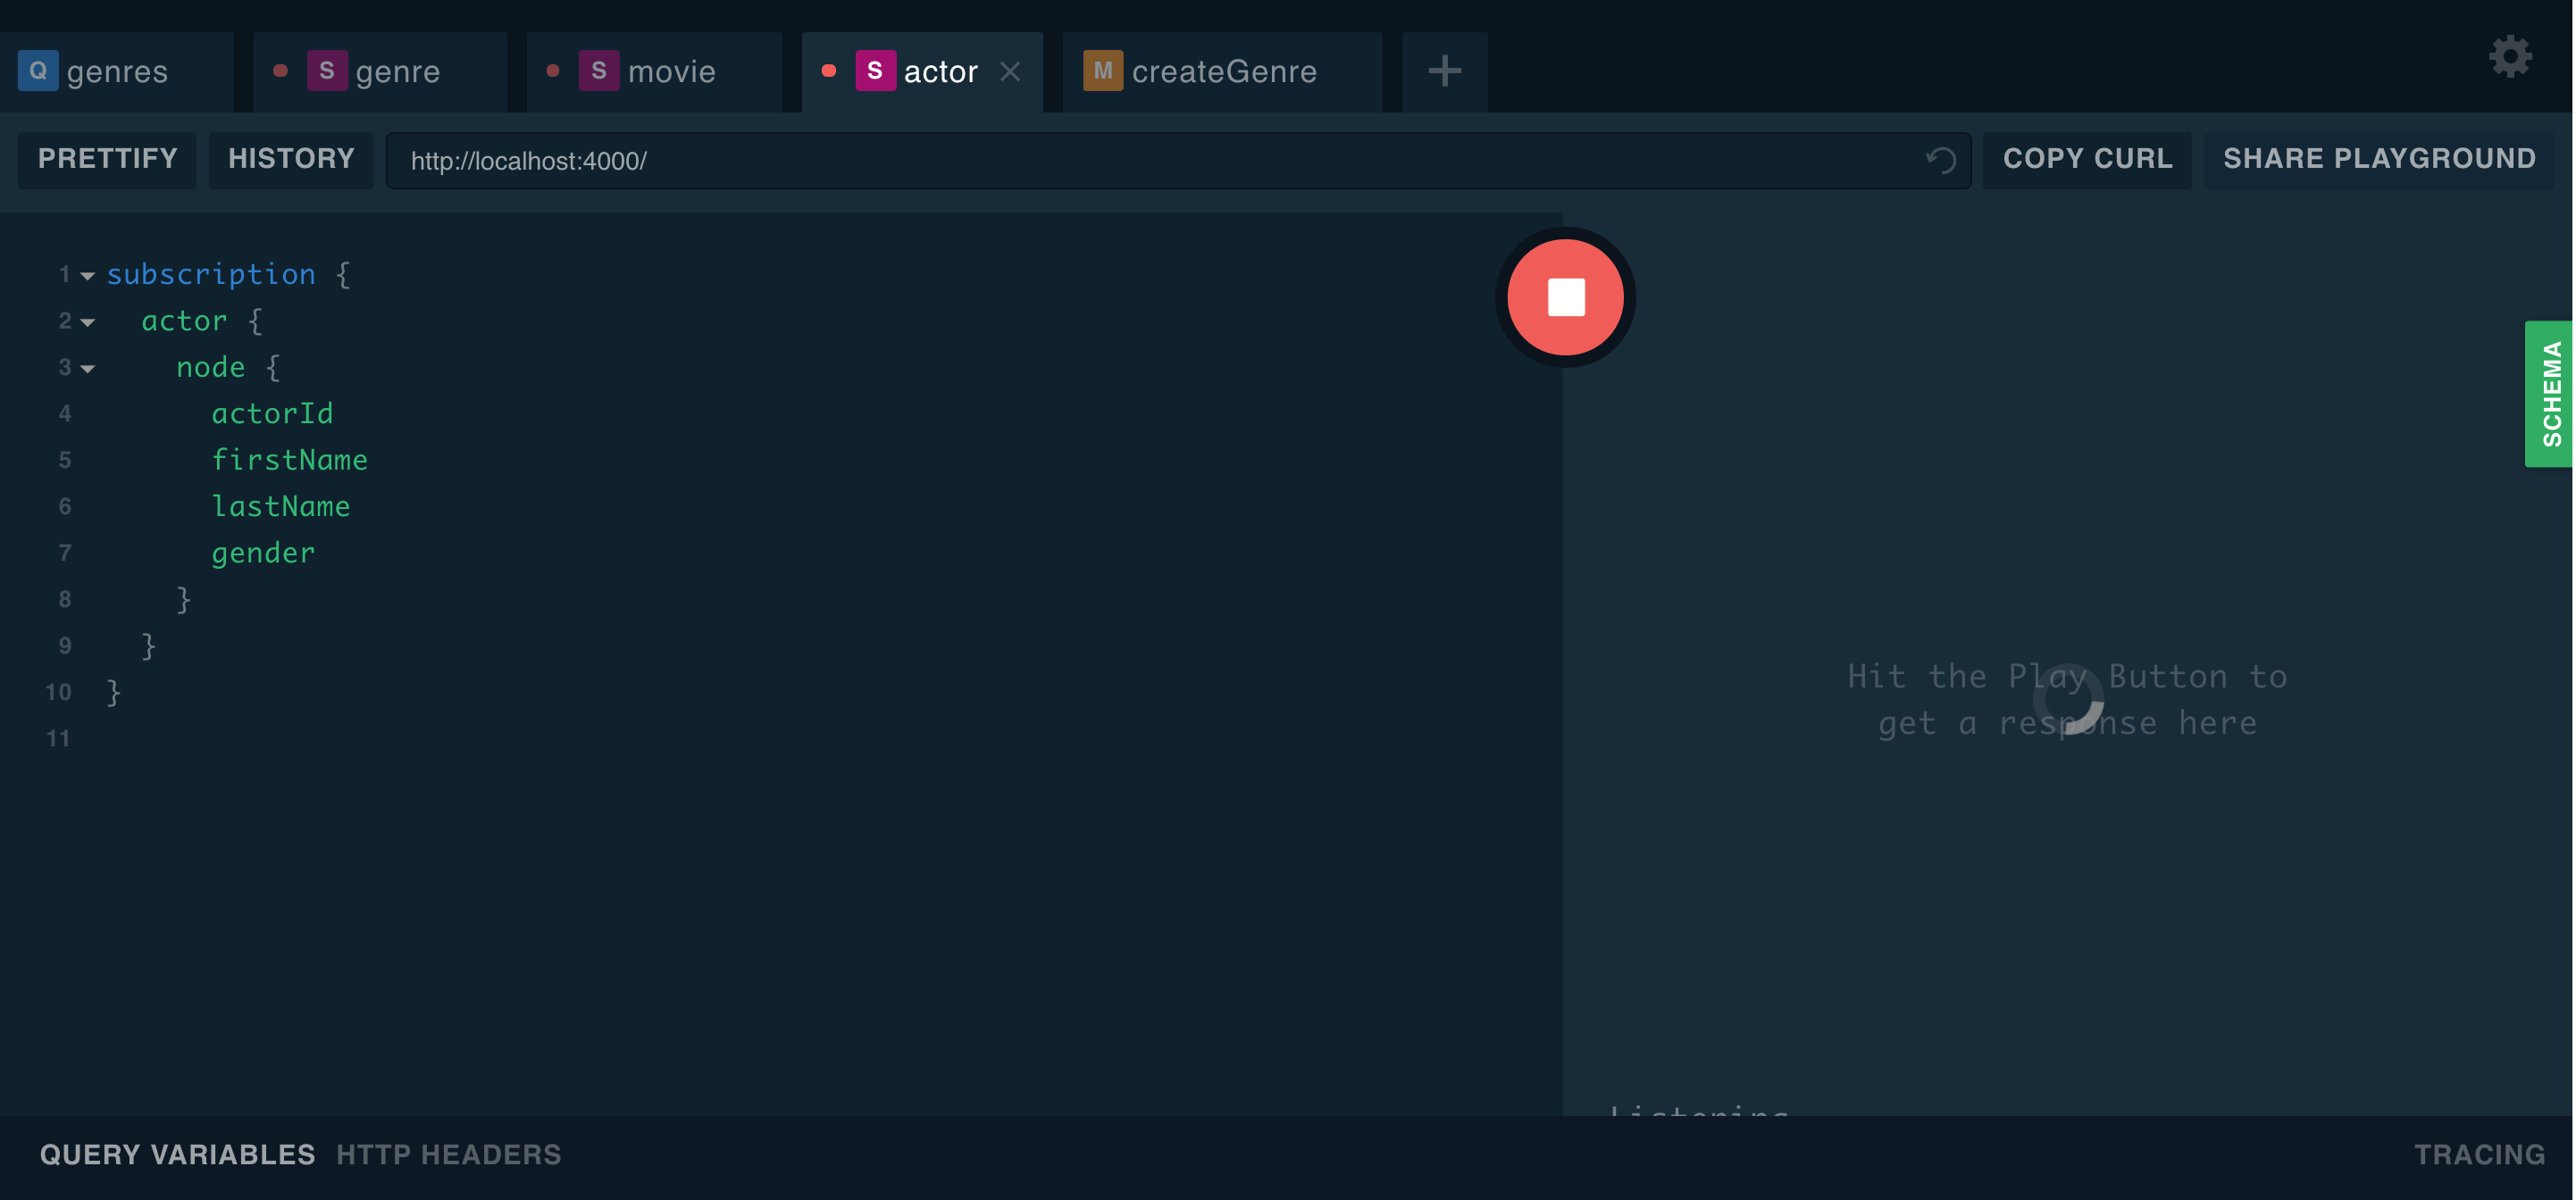 Q genres S genre S movie S actor M createGenre +
PRETTIFY HISTORY http://localhost:4000/ COPY CURL SHARE PLAYGROUND
1 subscription {
2 actor {
3 node {
4 actorId
5 firstName
6 lastName
7 gender
8 }
9 }
10 }
11
SCHEMA
Hit the Play Button to
get a response here
Listening
QUERY VARIABLES HTTP HEADERS TRACING